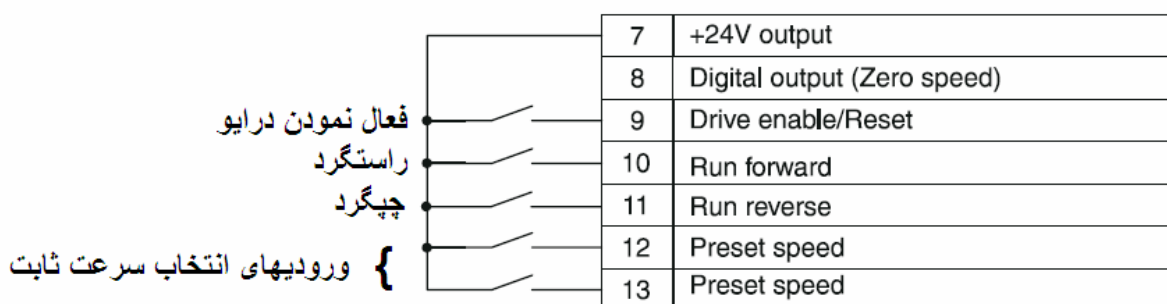 7 +24V output
8 Digital output (Zero speed)
فعال نمودن درایو 9 Drive enable/Reset
راستگرد 10 Run forward
چپگرد 11 Run reverse
12 Preset speed
ورودیهای انتخاب سرعت ثابت }
13 Preset speed